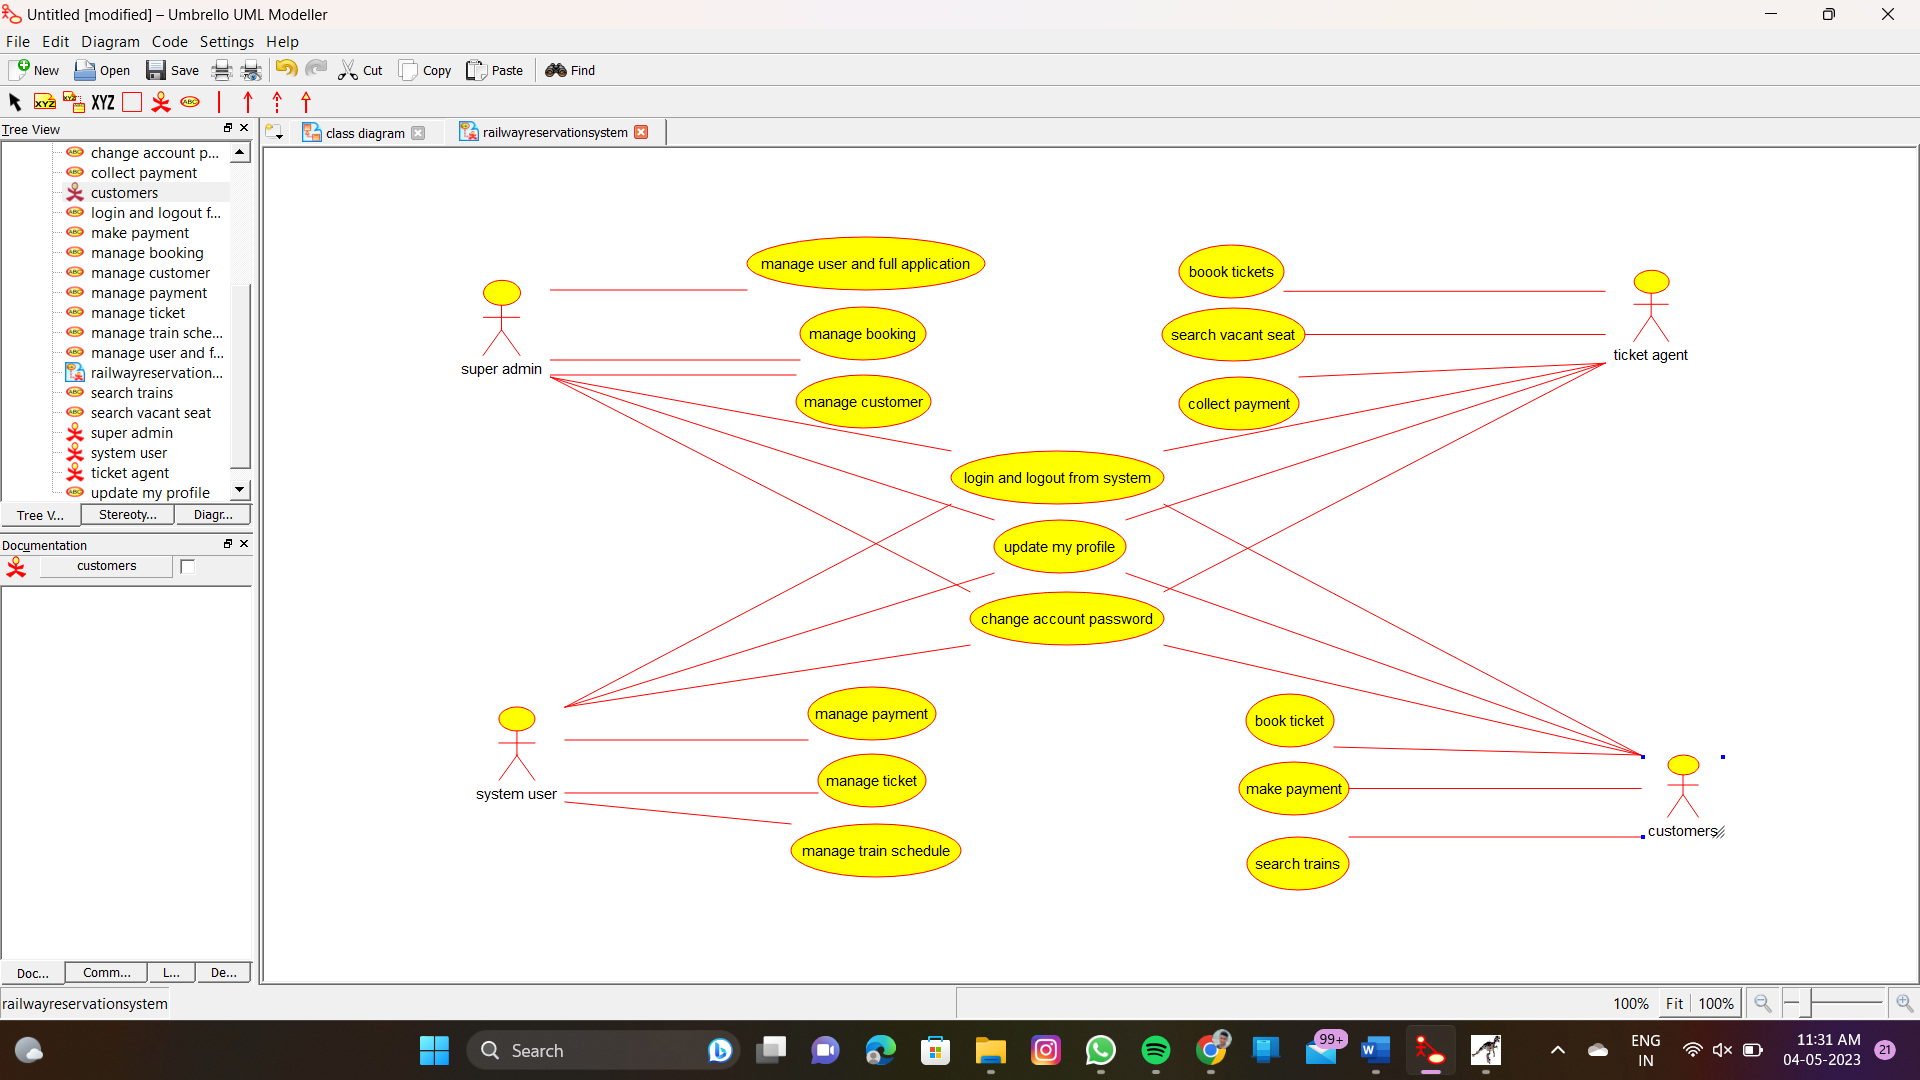 Untitled [modified] – Umbrello UML Modeller
File Edit Diagram Code Settings Help
New Open Save Cut Copy Paste Find
XYZ XYZ XYZ ABC
Tree View
class diagram railwayreservationsystem
change account p...
collect payment
customers
login and logout f...
make payment
manage booking
manage customer
manage payment
manage ticket
manage train sche...
manage user and f...
railwayreservation...
search trains
search vacant seat
super admin
system user
ticket agent
update my profile
Tree V... Stereoty... Diagr...
Documentation
customers
Doc... Comm... L... De...
manage user and full application
boook tickets
manage booking
search vacant seat
super admin
ticket agent
manage customer
collect payment
login and logout from system
update my profile
change account password
manage payment
book ticket
manage ticket
make payment
system user
customers
manage train schedule
search trains
railwayreservationsystem
100% Fit 100%
Search
99+
ENG
IN
11:31 AM
04-05-2023
21